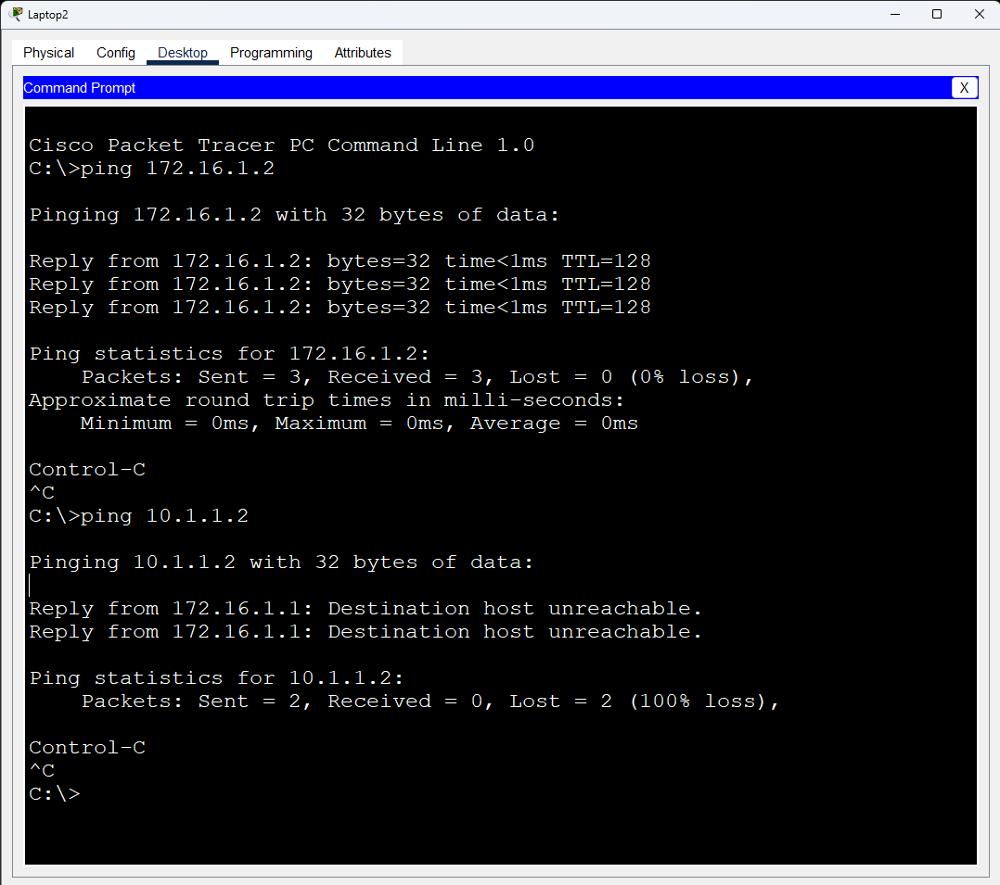 Laptop2
Physical Config Desktop Programming Attributes
Command Prompt X
Cisco Packet Tracer PC Command Line 1.0
C:\>ping 172.16.1.2
Pinging 172.16.1.2 with 32 bytes of data:
Reply from 172.16.1.2: bytes=32 time<1ms TTL=128
Reply from 172.16.1.2: bytes=32 time<1ms TTL=128
Reply from 172.16.1.2: bytes=32 time<1ms TTL=128
Ping statistics for 172.16.1.2:
    Packets: Sent = 3, Received = 3, Lost = 0 (0% loss),
Approximate round trip times in milli-seconds:
    Minimum = 0ms, Maximum = 0ms, Average = 0ms
Control-C
^C
C:\>ping 10.1.1.2
Pinging 10.1.1.2 with 32 bytes of data:
Reply from 172.16.1.1: Destination host unreachable.
Reply from 172.16.1.1: Destination host unreachable.
Ping statistics for 10.1.1.2:
    Packets: Sent = 2, Received = 0, Lost = 2 (100% loss),
Control-C
^C
C:\>